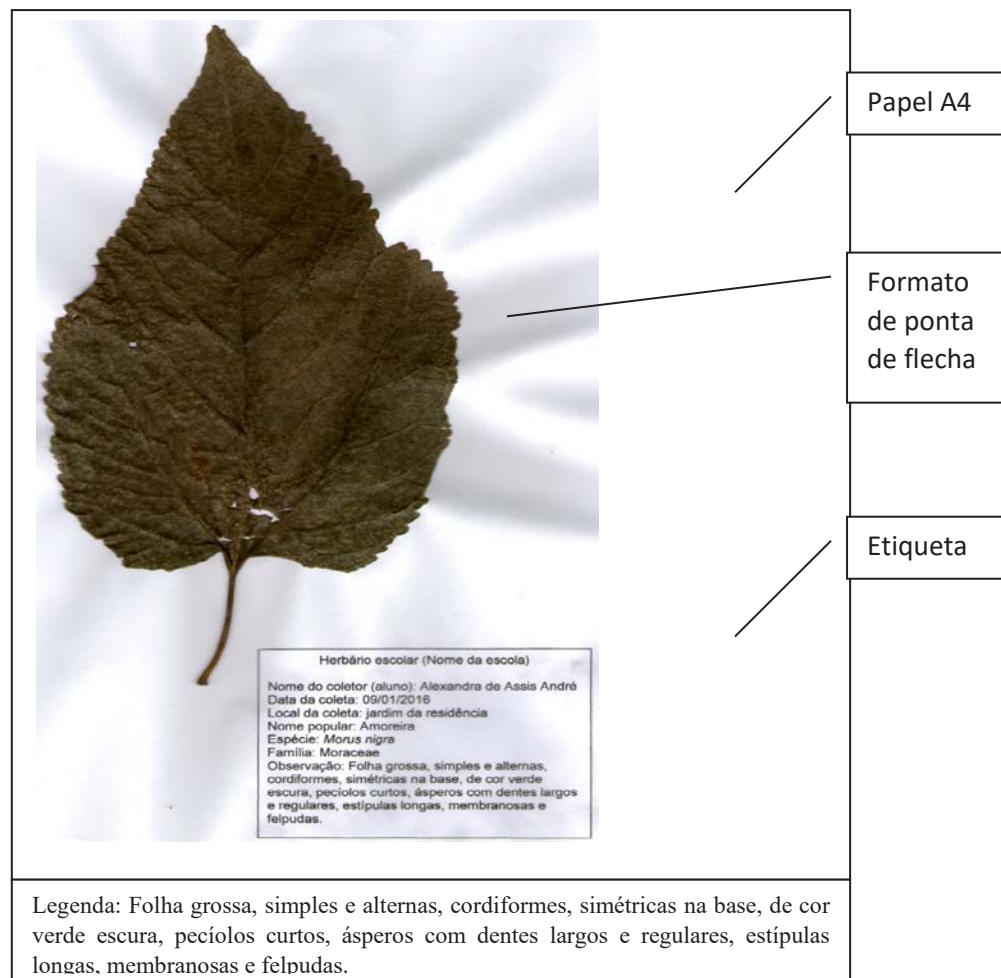 Papel A4
Formato
de ponta
de flecha
Etiqueta
Herbário escolar (Nome da escola)
Nome do coletor (aluno): Alexandra de Assis André
Data da coleta: 09/01/2016
Local da coleta: jardim da residência
Nome popular: Amoreira
Espécie: Morus nigra
Família: Moraceae
Observação: Folha grossa, simples e alternas,
cordiformes, simétricas na base, de cor verde
escura, pecíolos curtos, ásperos com dentes largos
e regulares, estípulas longas, membranosas e
felpudas.
Legenda: Folha grossa, simples e alternas, cordiformes, simétricas na base, de cor
verde escura, pecíolos curtos, ásperos com dentes largos e regulares, estípulas
longas, membranosas e felpudas.